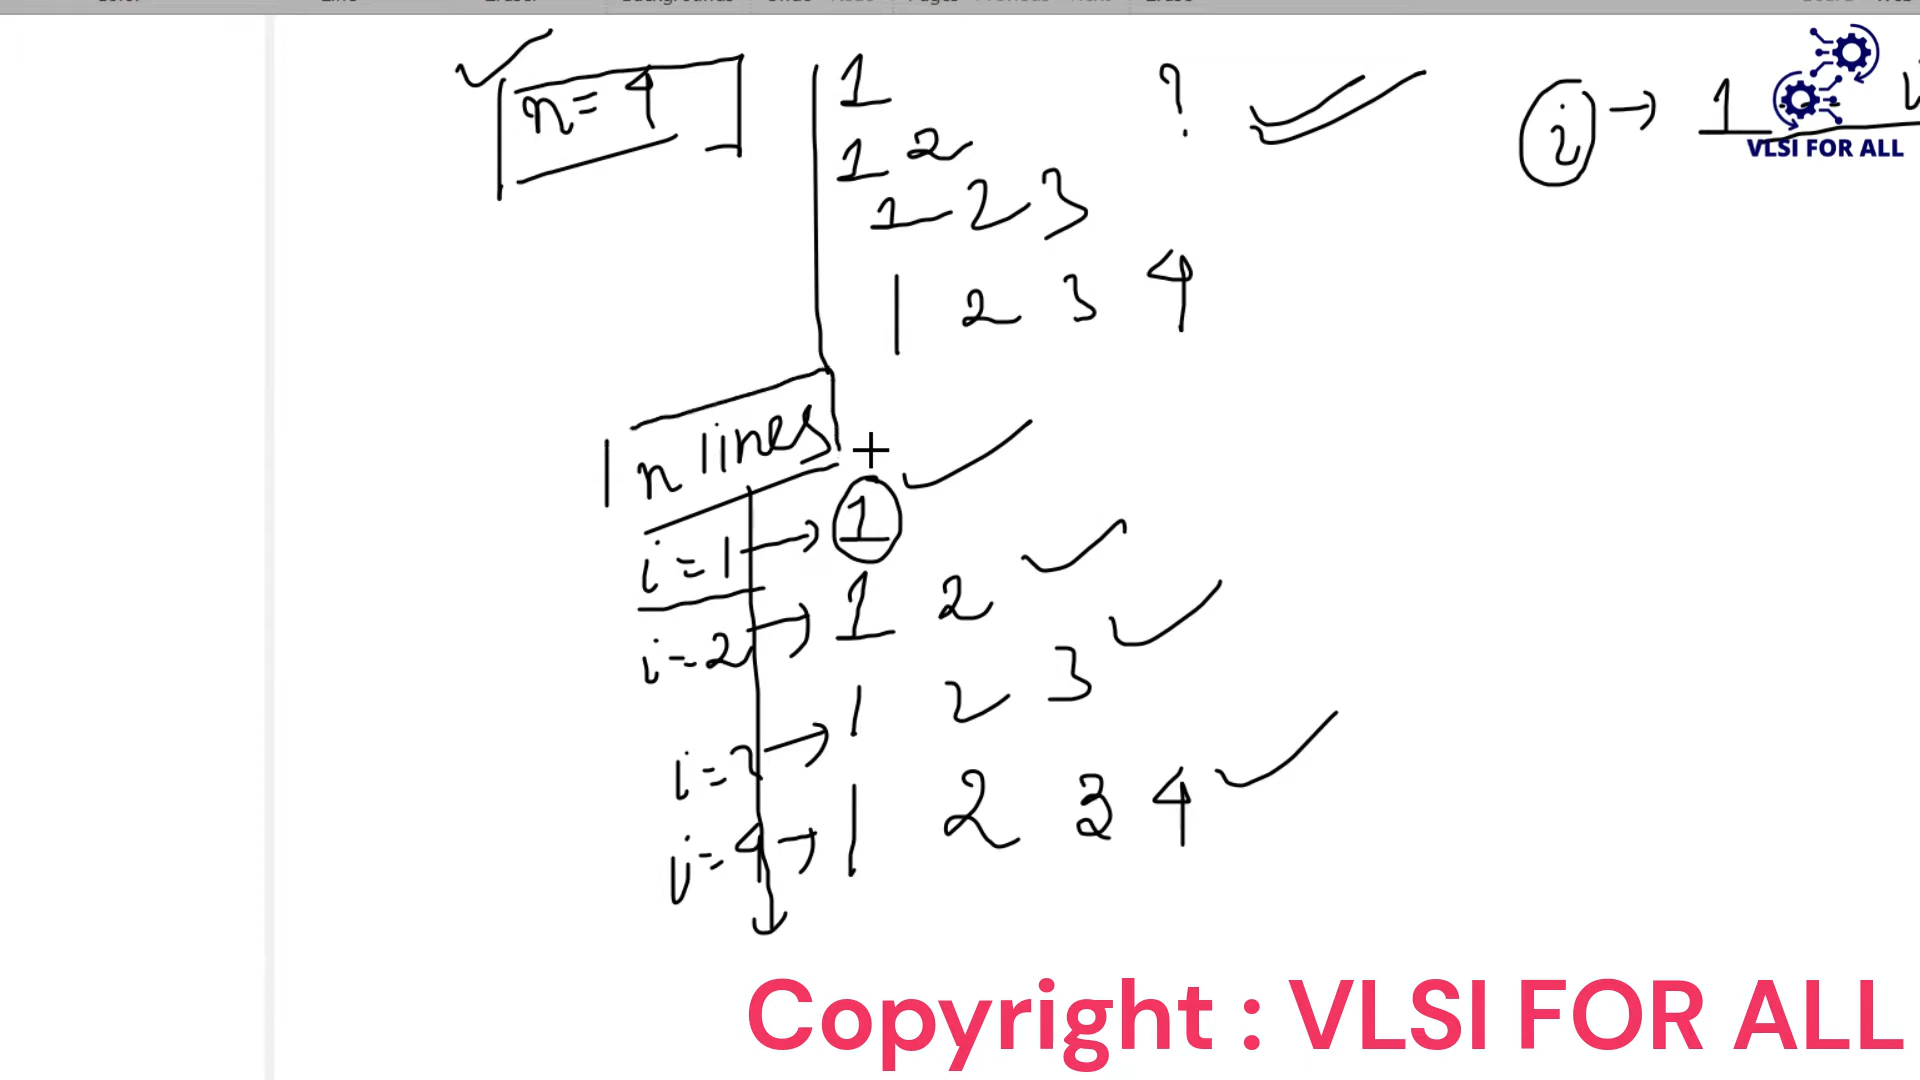 n=4
1
?
i → 1
1 2
VLSI FOR ALL
1 2 3
1 2 3 4
n lines
i=1 → 1
i=2 → 1 2
→ 1 2 3
i=4 → 1 2 3 4
Copyright : VLSI FOR ALL